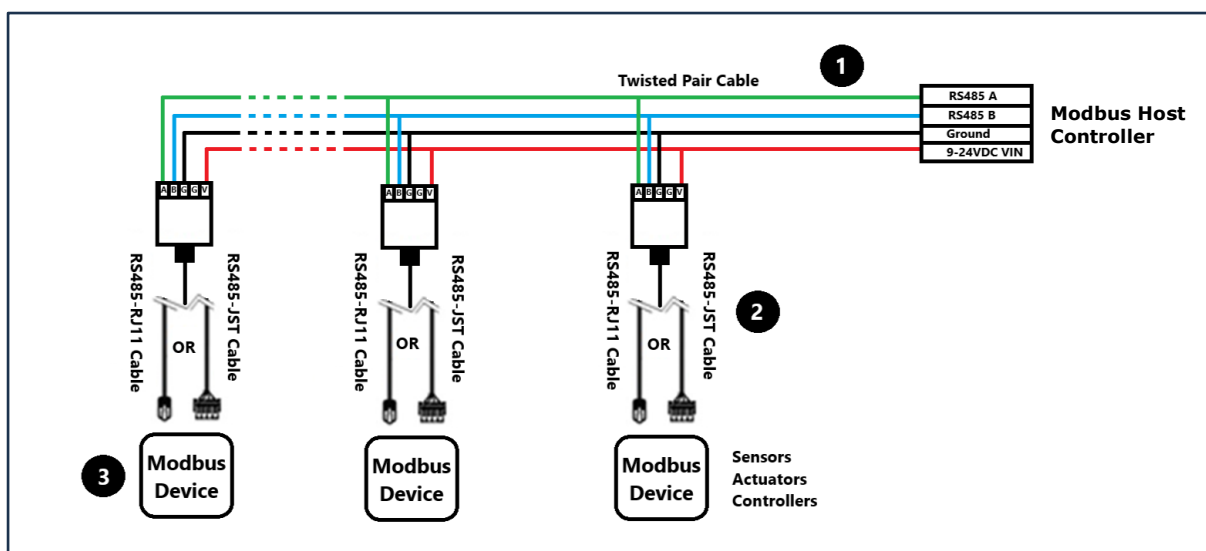 1
Twisted Pair Cable
RS485 A
RS485 B
Ground
9-24VDC VIN
Modbus Host
Controller
A B G G V
A B G G V
A B G G V
RS485-RJ11 Cable
OR
RS485-JST Cable
RS485-RJ11 Cable
OR
RS485-JST Cable
RS485-RJ11 Cable
OR
RS485-JST Cable
2
3
Modbus
Device
Modbus
Device
Modbus
Device
Sensors
Actuators
Controllers